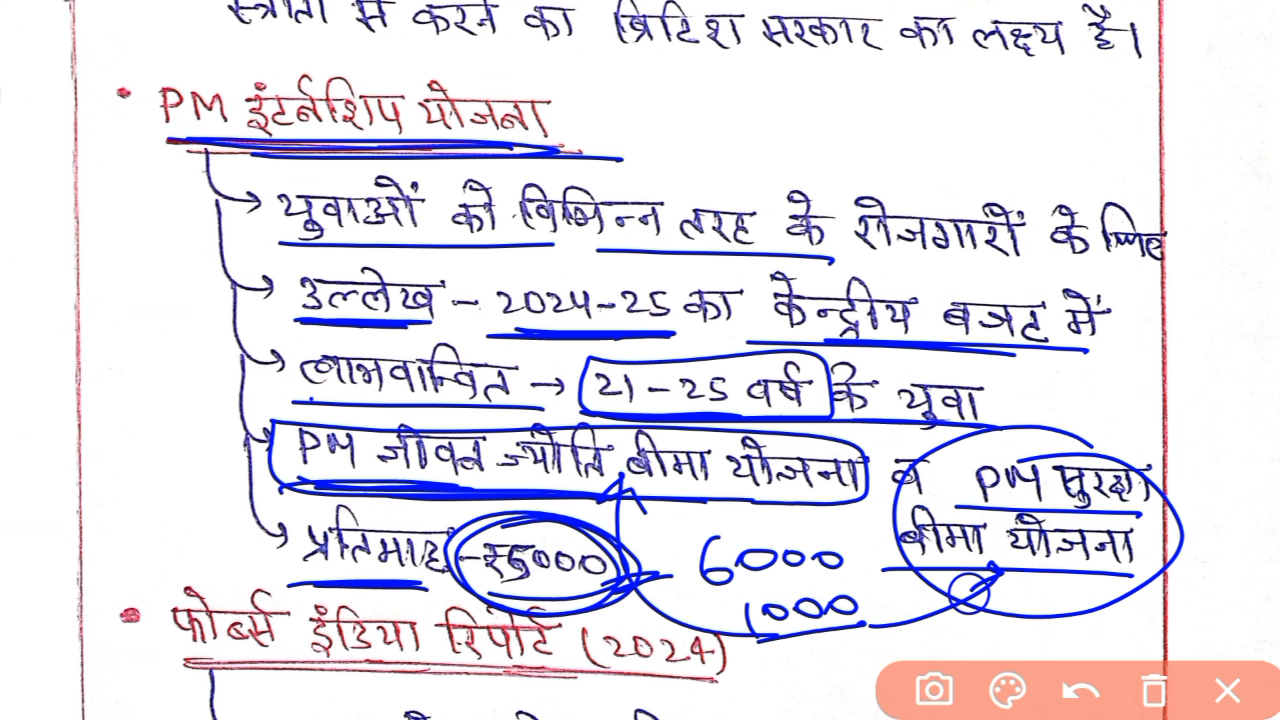 से करने का ब्रिटिश सरकार का लक्ष्य है।
• PM इंटर्नशिप योजना
→ युवाओं को विभिन्न तरह के रोजगारों के लिए
→ उल्लेख - 2024-25 का केन्द्रीय बजट में
→ लाभवान्वित → 21-25 वर्ष के युवा
PM जीवन ज्योति बीमा योजना व PM सुरक्षा
बीमा योजना
→ प्रतिमाह - ₹5000
6000
1000
• फोर्ब्स इंडिया रिपोर्ट (2024)